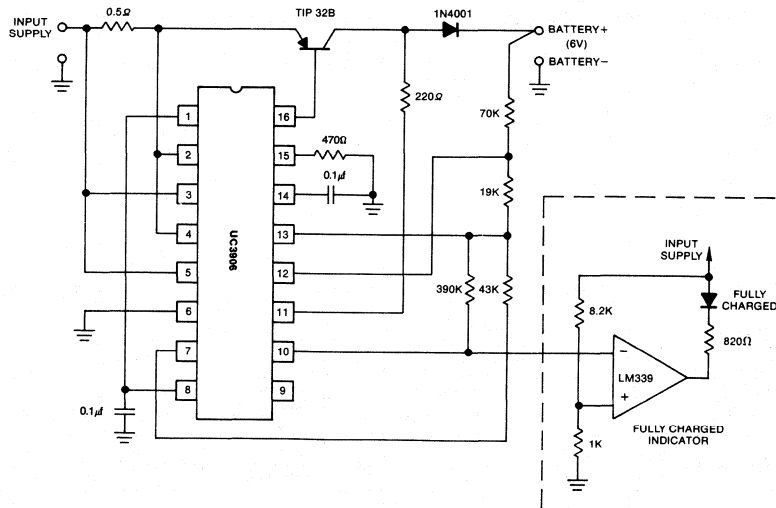 INPUT
SUPPLY
0.5Ω
TIP 32B
1N4001
BATTERY+
(6V)
BATTERY-
220Ω
70K
1
16
470Ω
2
15
0.1μf
3
14
19K
4
13
UC3906
5
12
390K
43K
6
11
7
10
8
9
0.1μf
INPUT
SUPPLY
FULLY
CHARGED
8.2K
820Ω
-
LM339
+
1K
FULLY CHARGED
INDICATOR